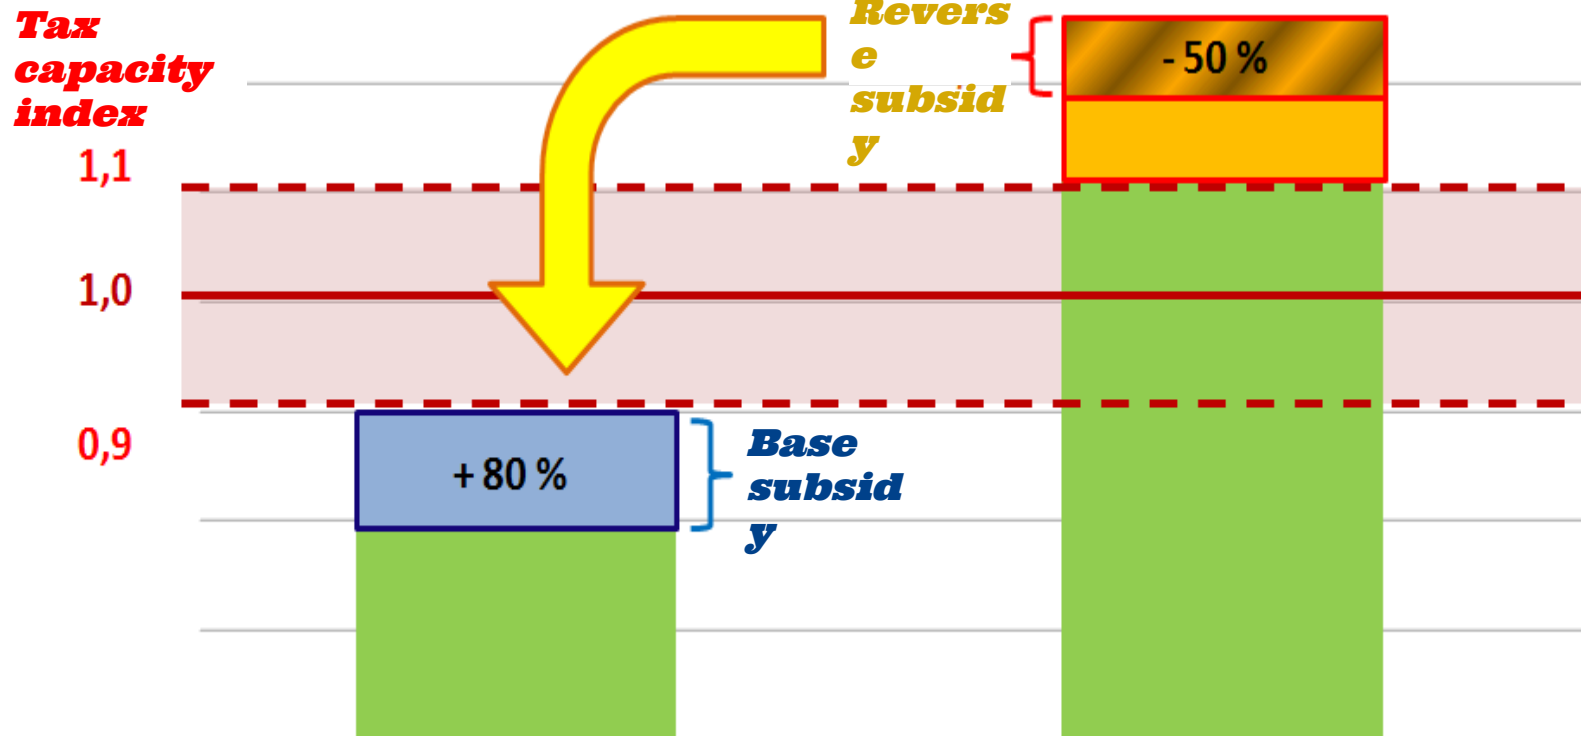 Tax
capacity
index
1,1
1,0
0,9
Revers
e
subsid
y
- 50 %
+ 80 %
Base
subsid
y